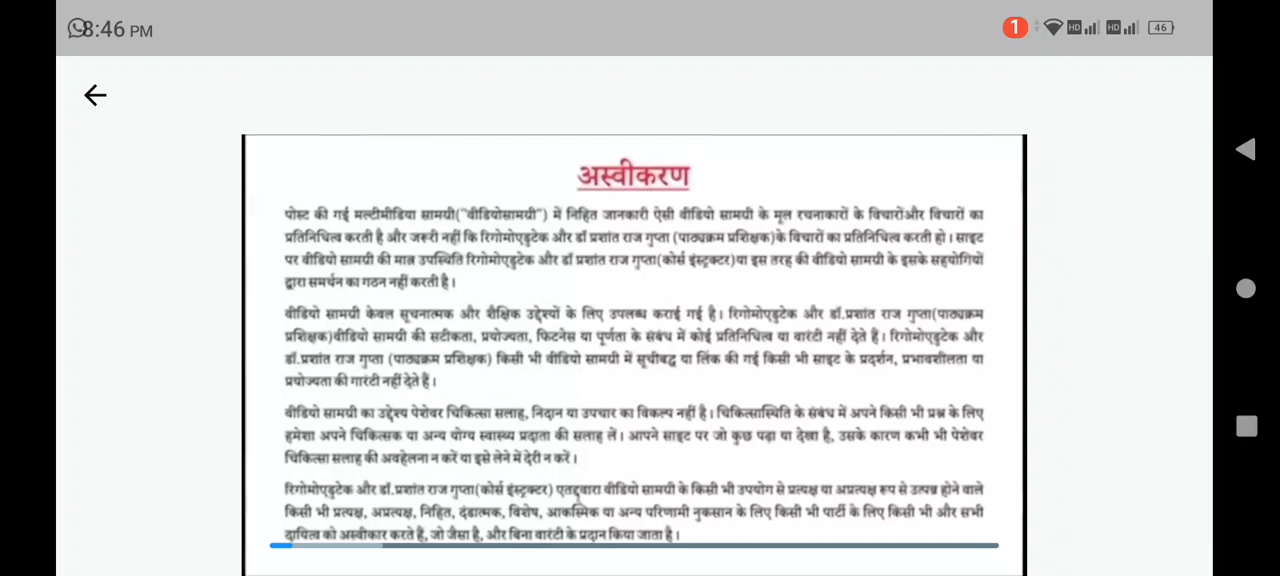 8:46 PM
1
HD
HD
46
अस्वीकरण
पोस्ट की गई मल्टीमीडिया सामग्री("वीडियोसामग्री") में निहित जानकारी ऐसी वीडियो सामग्री के मूल रचनाकारों के विचारोंऔर विचारों का
प्रतिनिधित्व करती है और जरूरी नहीं कि रिगोमोएडुटेक और डॉ प्रशांत राज गुप्ता (पाठ्यक्रम प्रशिक्षक)के विचारों का प्रतिनिधित्व करती हो। साइट
पर वीडियो सामग्री की मात्र उपस्थिति रिगोमोएडुटेक और डॉ प्रशांत राज गुप्ता(कोर्स इंस्ट्रक्टर)या इस तरह की वीडियो सामग्री के इसके सहयोगियों
द्वारा समर्थन का गठन नहीं करती है।
वीडियो सामग्री केवल सूचनात्मक और शैक्षिक उद्देश्यों के लिए उपलब्ध कराई गई है। रिगोमोएडुटेक और डॉ.प्रशांत राज गुप्ता(पाठ्यक्रम
प्रशिक्षक)वीडियो सामग्री की सटीकता, प्रयोज्यता, फिटनेस या पूर्णता के संबंध में कोई प्रतिनिधित्व या वारंटी नहीं देते हैं। रिगोमोएडुटेक और
डॉ.प्रशांत राज गुप्ता (पाठ्यक्रम प्रशिक्षक) किसी भी वीडियो सामग्री में सूचीबद्ध या लिंक की गई किसी भी साइट के प्रदर्शन, प्रभावशीलता या
प्रयोज्यता की गारंटी नहीं देते हैं।
वीडियो सामग्री का उद्देश्य पेशेवर चिकित्सा सलाह, निदान या उपचार का विकल्प नहीं है। चिकित्सास्थिति के संबंध में अपने किसी भी प्रश्न के लिए
हमेशा अपने चिकित्सक या अन्य योग्य स्वास्थ्य प्रदाता की सलाह लें। आपने साइट पर जो कुछ पढ़ा या देखा है, उसके कारण कभी भी पेशेवर
चिकित्सा सलाह की अवहेलना न करें या इसे लेने में देरी न करें।
रिगोमोएडुटेक और डॉ.प्रशांत राज गुप्ता(कोर्स इंस्ट्रक्टर) एतद्द्वारा वीडियो सामग्री के किसी भी उपयोग से प्रत्यक्ष या अप्रत्यक्ष रूप से उत्पन्न होने वाले
किसी भी प्रत्यक्ष, अप्रत्यक्ष, निहित, दंडात्मक, विशेष, आकस्मिक या अन्य परिणामी नुकसान के लिए किसी भी पार्टी के लिए किसी भी और सभी
दायित्व को अस्वीकार करते हैं, जो जैसा है, और बिना वारंटी के प्रदान किया जाता है।